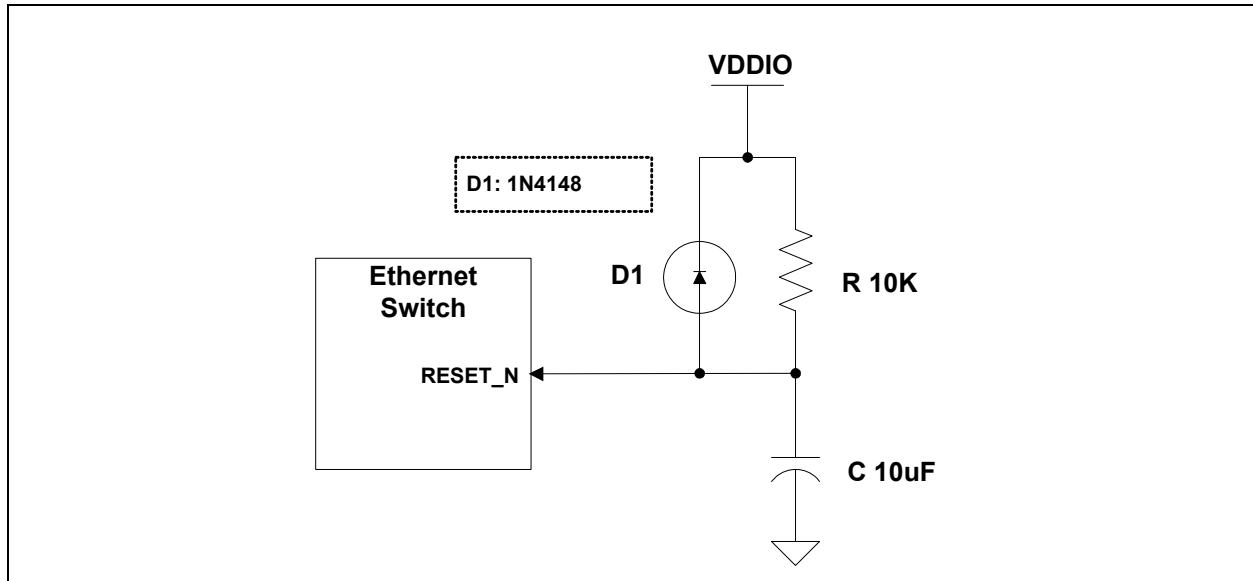 VDDIO
D1: 1N4148
D1
R 10K
Ethernet
Switch
RESET_N
C 10uF